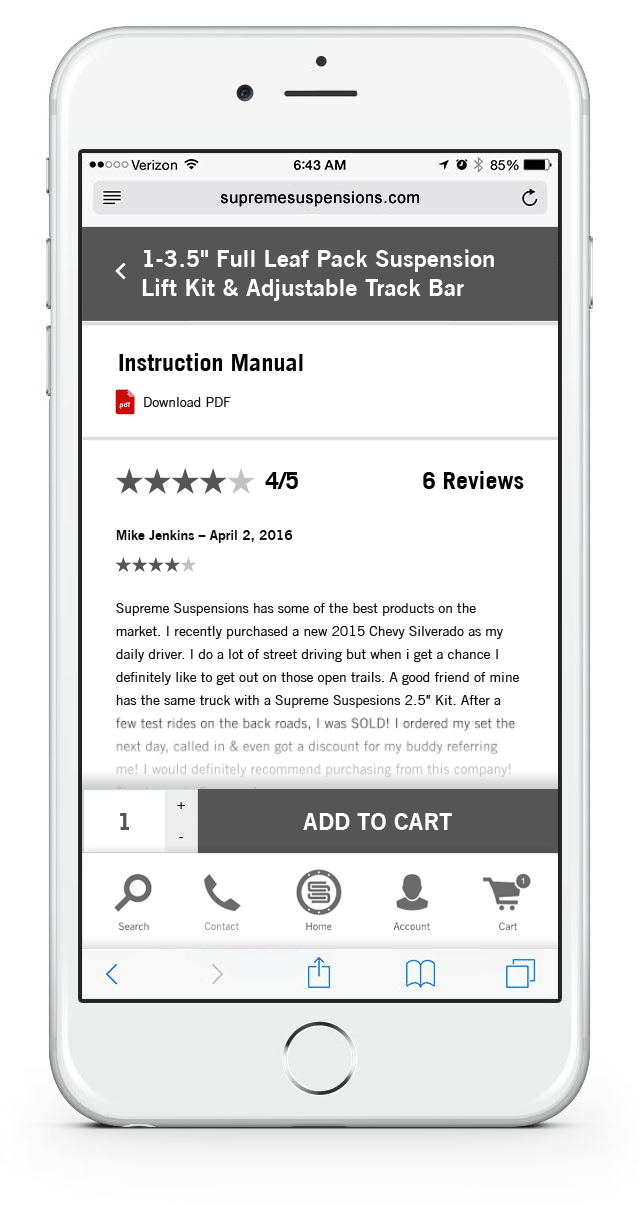 Verizon 6:43 AM 85%
supremesuspensions.com
1-3.5" Full Leaf Pack Suspension
Lift Kit & Adjustable Track Bar
Instruction Manual
pdf Download PDF
4/5 6 Reviews
Mike Jenkins – April 2, 2016
Supreme Suspensions has some of the best products on the
market. I recently purchased a new 2015 Chevy Silverado as my
daily driver. I do a lot of street driving but when i get a chance I
definitely like to get out on those open trails. A good friend of mine
has the same truck with a Supreme Suspesions 2.5" Kit. After a
few test rides on the back roads, I was SOLD! I ordered my set the
next day, called in & even got a discount for my buddy referring
me! I would definitely recommend purchasing from this company!
1 + - ADD TO CART
1
Search Contact Home Account Cart